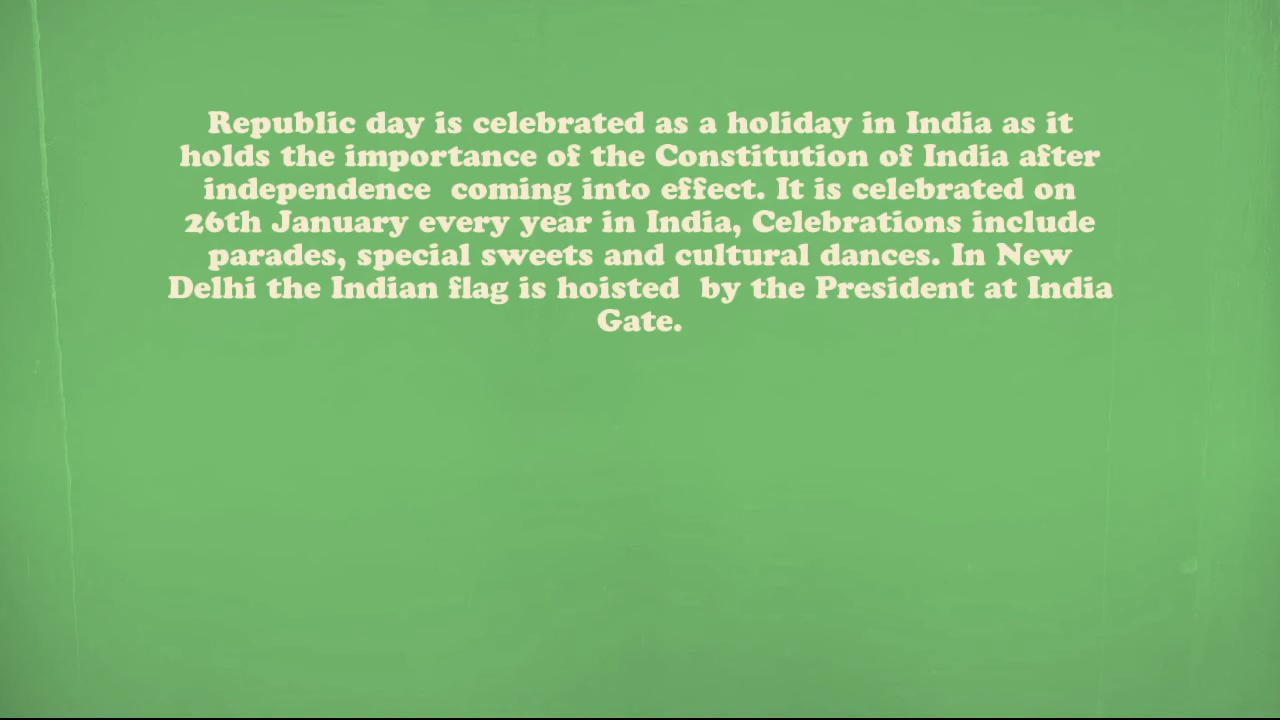 Republic day is celebrated as a holiday in India as it
holds the importance of the Constitution of India after
independence  coming into effect. It is celebrated on
26th January every year in India, Celebrations include
parades, special sweets and cultural dances. In New
Delhi the Indian flag is hoisted  by the President at India
Gate.